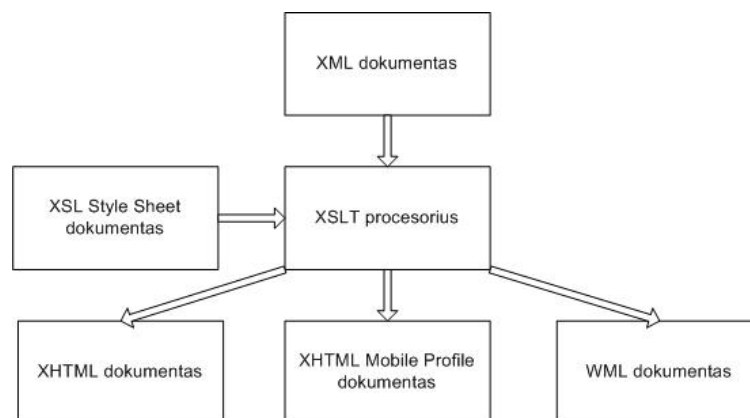 XML dokumentas
XSL Style Sheet
dokumentas
XSLT procesorius
XHTML dokumentas
XHTML Mobile Profile
dokumentas
WML dokumentas